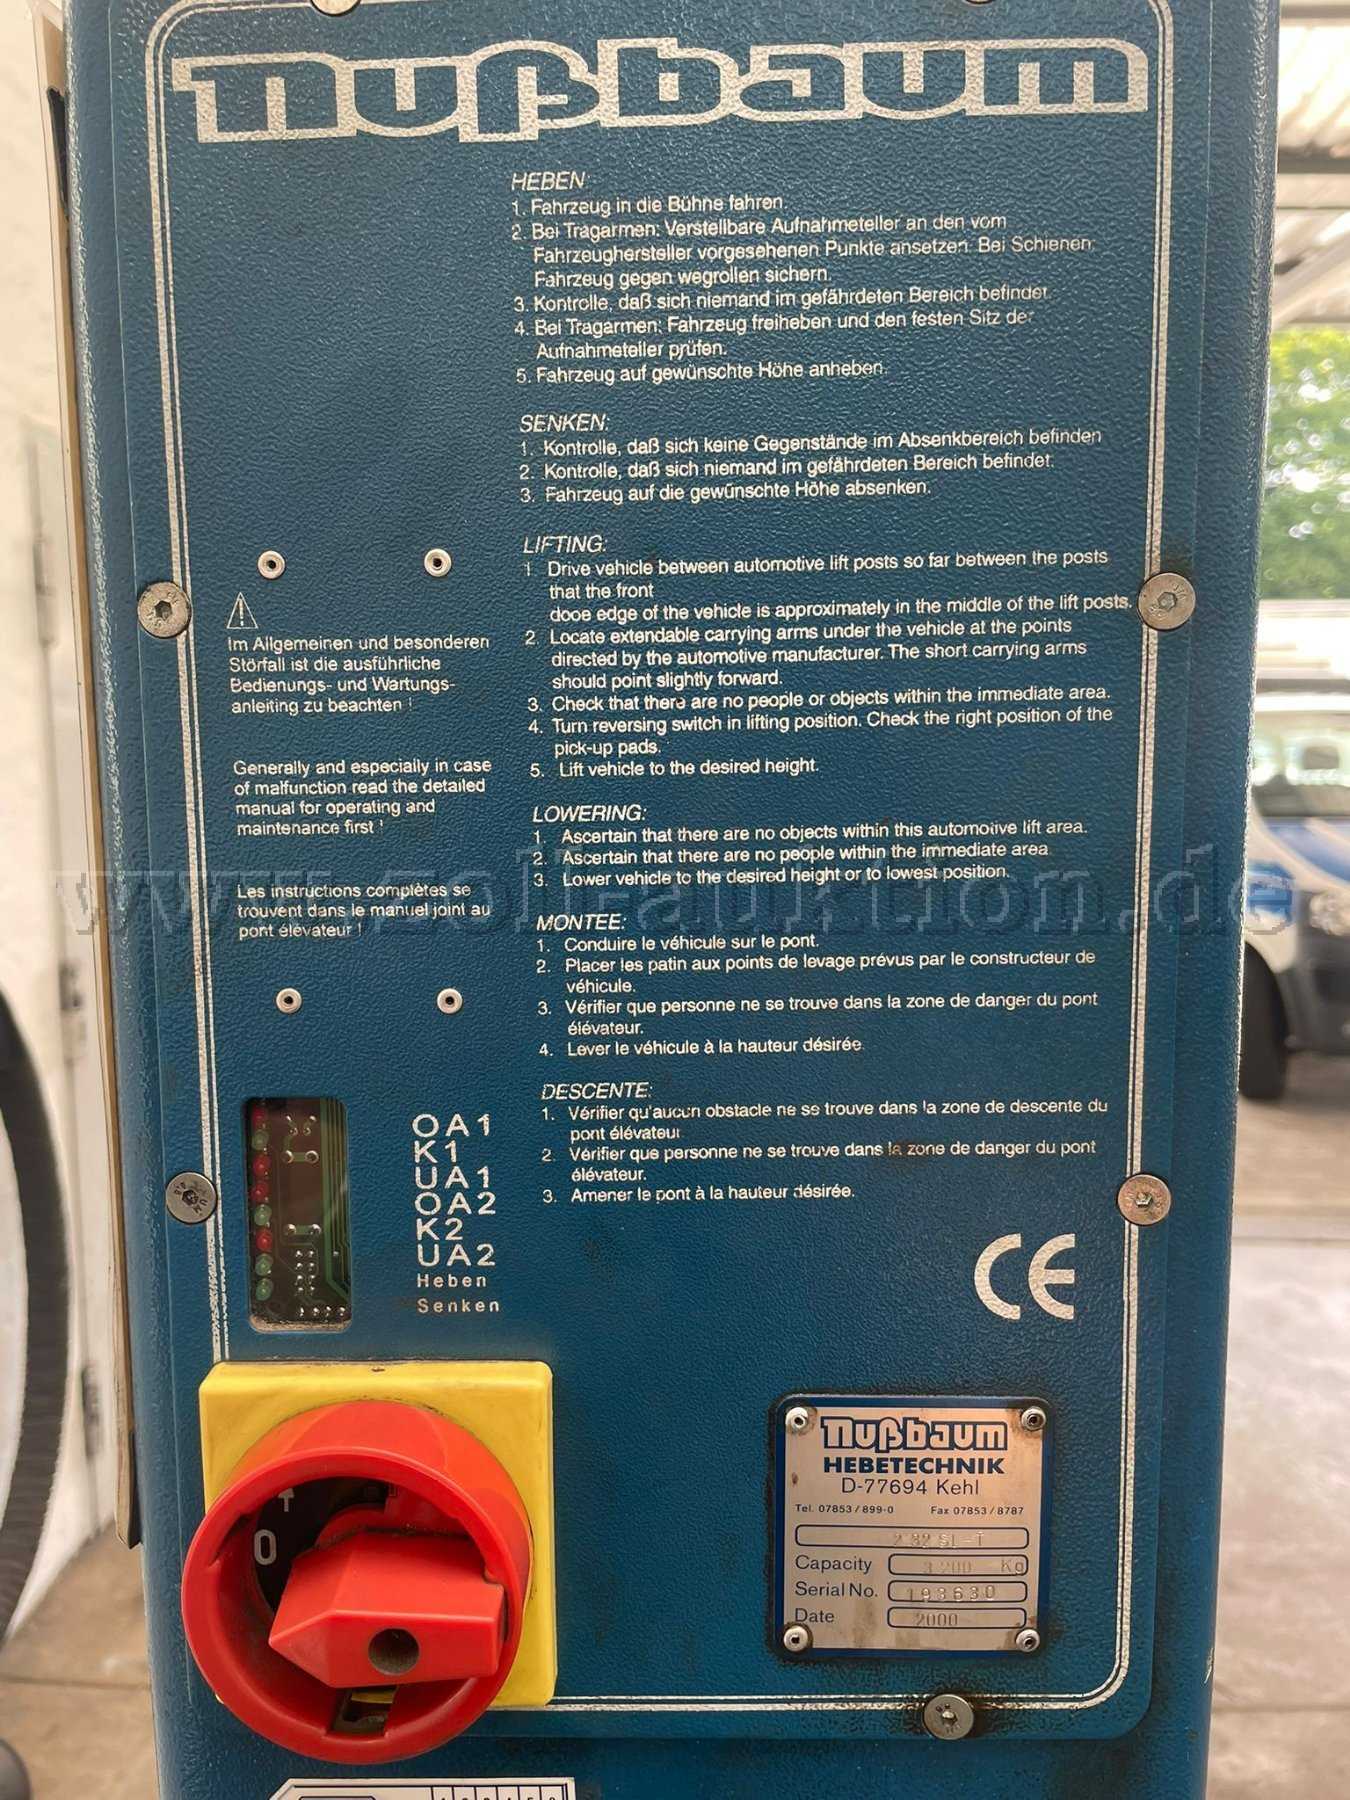 nußbaum
HEBEN:
1. Fahrzeug in die Bühne fahren.
2. Bei Tragarmen: Verstellbare Aufnahmeteller an den vom
Fahrzeughersteller vorgesehenen Punkte ansetzen. Bei Schienen:
Fahrzeug gegen wegrollen sichern.
3. Kontrolle, daß sich niemand im gefährdeten Bereich befindet.
4. Bei Tragarmen: Fahrzeug freiheben und den festen Sitz der
Aufnahmeteller prüfen.
5. Fahrzeug auf gewünschte Höhe anheben.
SENKEN:
1. Kontrolle, daß sich keine Gegenstände im Absenkbereich befinden
2. Kontrolle, daß sich niemand im gefährdeten Bereich befindet.
3. Fahrzeug auf die gewünschte Höhe absenken.
LIFTING:
1. Drive vehicle between automotive lift posts so far between the posts
that the front
dooe edge of the vehicle is approximately in the middle of the lift posts.
2. Locate extendable carrying arms under the vehicle at the points
directed by the automotive manufacturer. The short carrying arms
should point slightly forward.
3. Check that there are no people or objects within the immediate area.
4. Turn reversing switch in lifting position. Check the right position of the
pick-up pads.
5. Lift vehicle to the desired height.
LOWERING:
1. Ascertain that there are no objects within this automotive lift area.
2. Ascertain that there are no people within the immediate area
3. Lower vehicle to the desired height or to lowest position.
MONTEE:
1. Conduire le véhicule sur le pont.
2. Placer les patin aux points de levage prévus par le constructeur de
véhicule.
3. Vérifier que personne ne se trouve dans la zone de danger du pont
élévateur.
4. Lever le véhicule à la hauteur désirée
DESCENTE:
1. Vérifier qu'aucun obstacle ne se trouve dans la zone de descente du
pont élévateur
2. Vérifier que personne ne se trouve dans la zone de danger du pont
élévateur.
3. Amener le pont à la hauteur désirée.
Im Allgemeinen und besonderen
Störfall ist die ausführliche
Bedienungs- und Wartungs-
anleiting zu beachten !
Generally and especially in case
of malfunction read the detailed
manual for operating and
maintenance first !
Les instructions complètes se
trouvent dans le manuel joint au
pont élévateur !
www.zoll-auktion.de
OA1
K1
UA1
OA2
K2
UA2
Heben
Senken
CE
0
nußbaum
HEBETECHNIK
D-77694 Kehl
Tel. 07853/899-0 Fax 07853/8787
2.32 SL-T
Capacity 3.200 Kg
Serial No. 193630
Date 2000